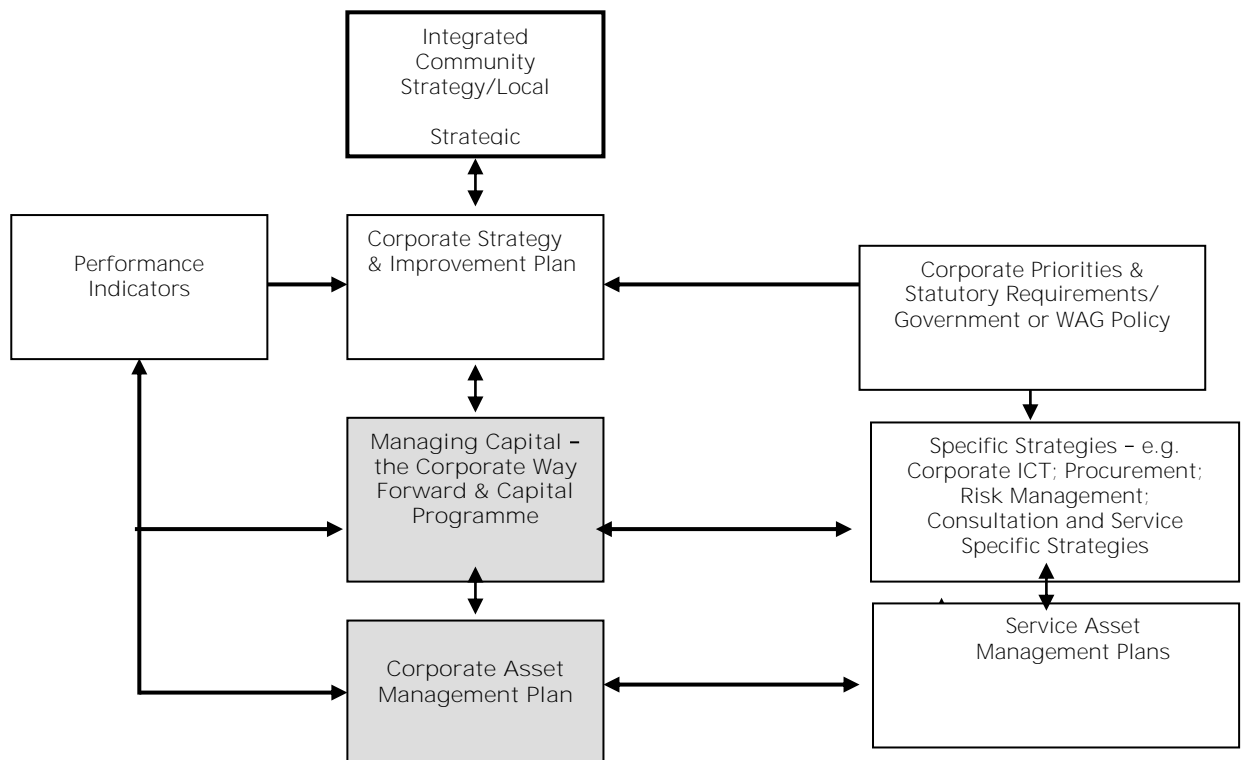 Integrated
Community
Strategy/Local
Strategic
Performance
Indicators
Corporate Strategy
& Improvement Plan
Corporate Priorities &
Statutory Requirements/
Government or WAG Policy
Managing Capital –
the Corporate Way
Forward & Capital
Programme
Specific Strategies – e.g.
Corporate ICT; Procurement;
Risk Management;
Consultation and Service
Specific Strategies
Corporate Asset
Management Plan
Service Asset
Management Plans